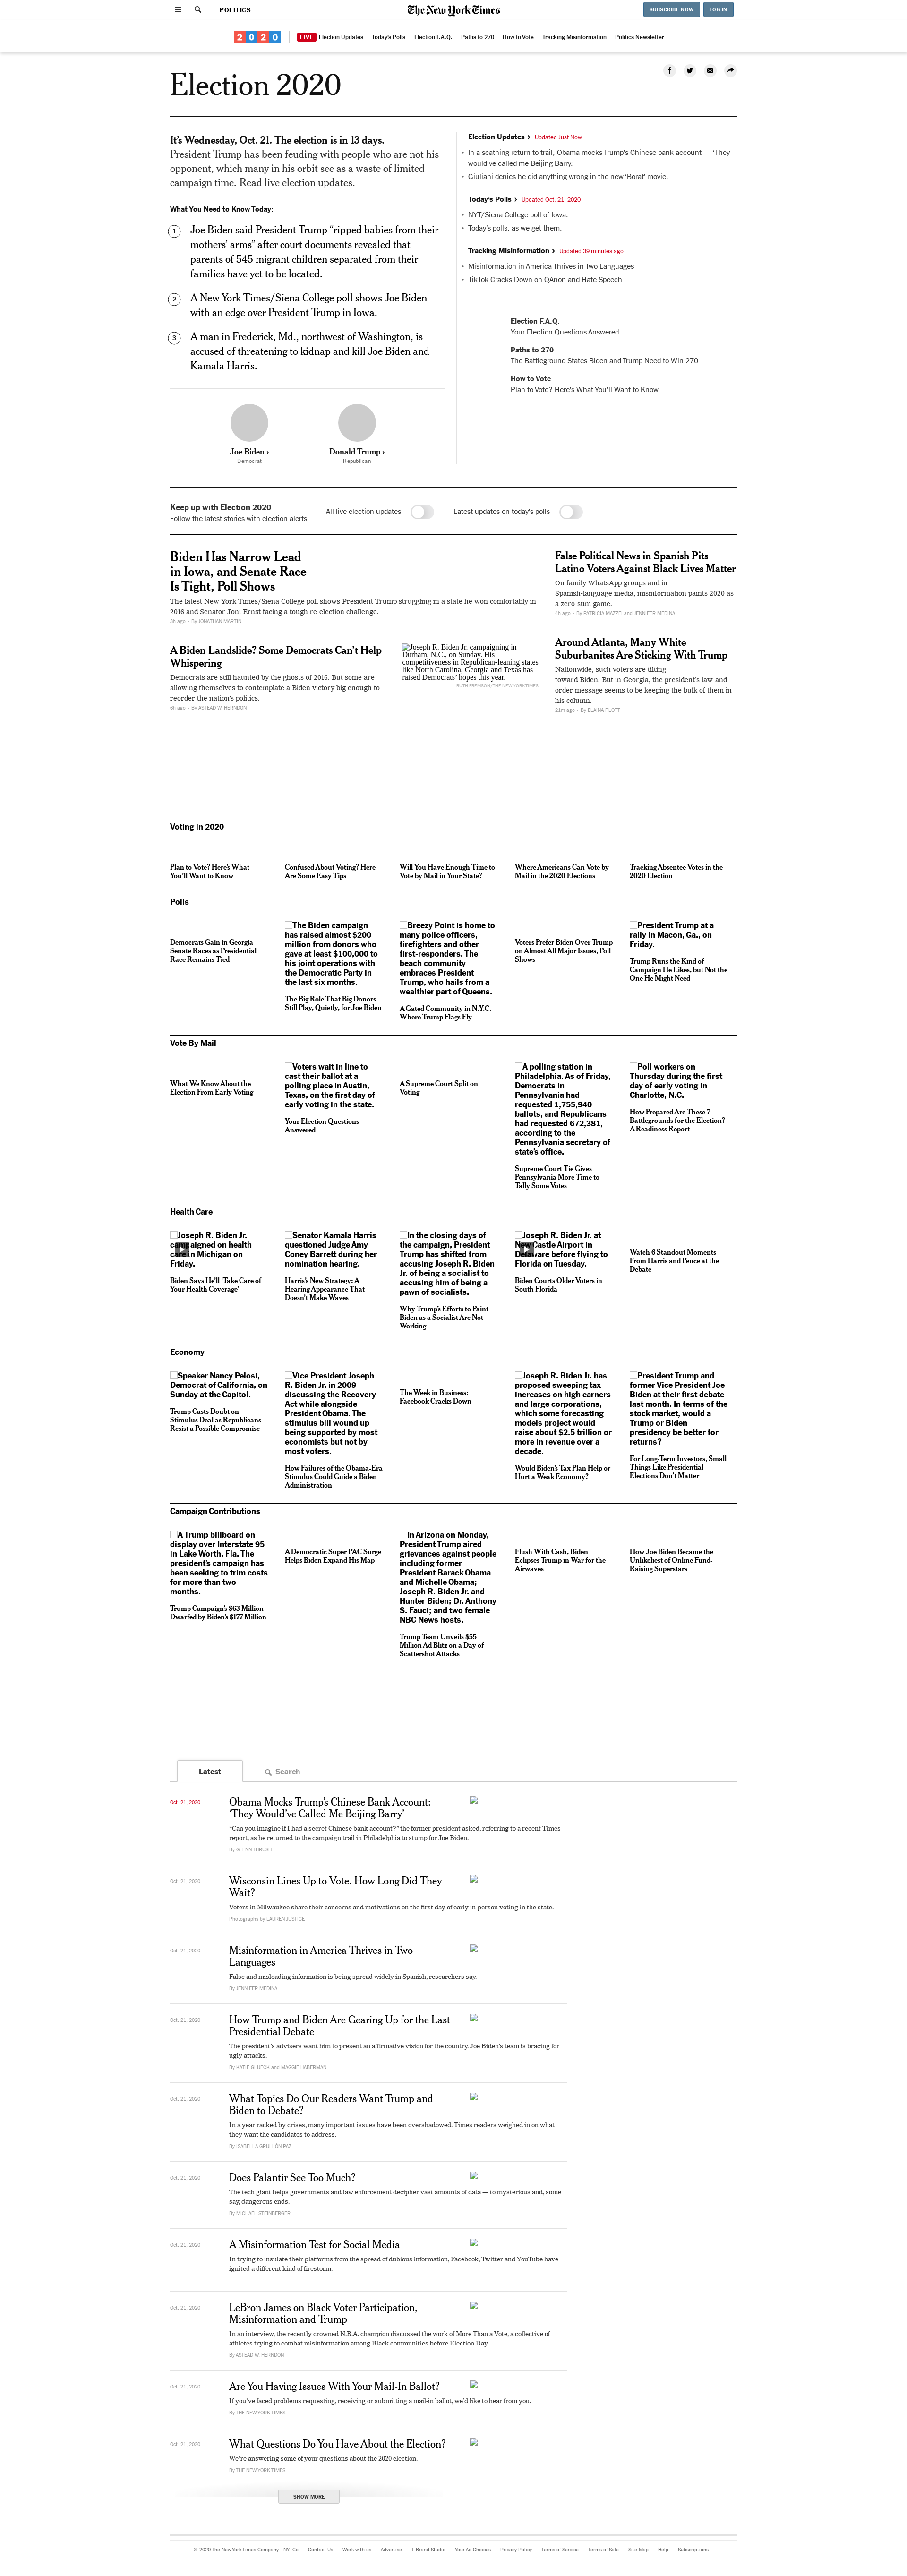 POLITICS
The New York Times
SUBSCRIBE NOW
LOG IN
2020
LIVE Election Updates
Today's Polls
Election F.A.Q.
Paths to 270
How to Vote
Tracking Misinformation
Politics Newsletter
Election 2020
It's Wednesday, Oct. 21. The election is in 13 days.
President Trump has been feuding with people who are not his
opponent, which many in his orbit see as a waste of limited
campaign time. Read live election updates.
What You Need to Know Today:
1 Joe Biden said President Trump “ripped babies from their
mothers' arms” after court documents revealed that
parents of 545 migrant children separated from their
families have yet to be located.
2 A New York Times/Siena College poll shows Joe Biden
with an edge over President Trump in Iowa.
3 A man in Frederick, Md., northwest of Washington, is
accused of threatening to kidnap and kill Joe Biden and
Kamala Harris.
Joe Biden ›
Democrat
Donald Trump ›
Republican
Election Updates › Updated Just Now
• In a scathing return to trail, Obama mocks Trump's Chinese bank account — ‘They
would've called me Beijing Barry.’
• Giuliani denies he did anything wrong in the new ‘Borat’ movie.
Today's Polls › Updated Oct. 21, 2020
• NYT/Siena College poll of Iowa.
• Today's polls, as we get them.
Tracking Misinformation › Updated 39 minutes ago
• Misinformation in America Thrives in Two Languages
• TikTok Cracks Down on QAnon and Hate Speech
Election F.A.Q.
Your Election Questions Answered
Paths to 270
The Battleground States Biden and Trump Need to Win 270
How to Vote
Plan to Vote? Here's What You'll Want to Know
Keep up with Election 2020
Follow the latest stories with election alerts
All live election updates
Latest updates on today's polls
Biden Has Narrow Lead
in Iowa, and Senate Race
Is Tight, Poll Shows
The latest New York Times/Siena College poll shows President Trump struggling in a state he won comfortably in
2016 and Senator Joni Ernst facing a tough re-election challenge.
3h ago - By JONATHAN MARTIN
A Biden Landslide? Some Democrats Can't Help
Whispering
Democrats are still haunted by the ghosts of 2016. But some are
allowing themselves to contemplate a Biden victory big enough to
reorder the nation's politics.
6h ago - By ASTEAD W. HERNDON
Joseph R. Biden Jr. campaigning in
Durham, N.C., on Sunday. His
competitiveness in Republican-leaning states
like North Carolina, Georgia and Texas has
raised Democrats' hopes this year.
RUTH FREMSON/THE NEW YORK TIMES
False Political News in Spanish Pits
Latino Voters Against Black Lives Matter
On family WhatsApp groups and in
Spanish-language media, misinformation paints 2020 as
a zero-sum game.
4h ago - By PATRICIA MAZZEI and JENNIFER MEDINA
Around Atlanta, Many White
Suburbanites Are Sticking With Trump
Nationwide, such voters are tilting
toward Biden. But in Georgia, the president's law-and-
order message seems to be keeping the bulk of them in
his column.
21m ago - By ELAINA PLOTT
Voting in 2020
Plan to Vote? Here's What
You'll Want to Know
Confused About Voting? Here
Are Some Easy Tips
Will You Have Enough Time to
Vote by Mail in Your State?
Where Americans Can Vote by
Mail in the 2020 Elections
Tracking Absentee Votes in the
2020 Election
Polls
Democrats Gain in Georgia
Senate Races as Presidential
Race Remains Tied
The Biden campaign
has raised almost $200
million from donors who
gave at least $100,000 to
his joint operations with
the Democratic Party in
the last six months.
The Big Role That Big Donors
Still Play, Quietly, for Joe Biden
Breezy Point is home to
many police officers,
firefighters and other
first-responders. The
beach community
embraces President
Trump, who hails from a
wealthier part of Queens.
A Gated Community in N.Y.C.
Where Trump Flags Fly
Voters Prefer Biden Over Trump
on Almost All Major Issues, Poll
Shows
President Trump at a
rally in Macon, Ga., on
Friday.
Trump Runs the Kind of
Campaign He Likes, but Not the
One He Might Need
Vote By Mail
What We Know About the
Election From Early Voting
Voters wait in line to
cast their ballot at a
polling place in Austin,
Texas, on the first day of
early voting in the state.
Your Election Questions
Answered
A Supreme Court Split on
Voting
A polling station in
Philadelphia. As of Friday,
Democrats in
Pennsylvania had
requested 1,755,940
ballots, and Republicans
had requested 672,381,
according to the
Pennsylvania secretary of
state's office.
Supreme Court Tie Gives
Pennsylvania More Time to
Tally Some Votes
Poll workers on
Thursday during the first
day of early voting in
Charlotte, N.C.
How Prepared Are These 7
Battlegrounds for the Election?
A Readiness Report
Health Care
Joseph R. Biden Jr.
campaigned on health
care in Michigan on
Friday.
Biden Says He'll ‘Take Care of
Your Health Coverage’
Senator Kamala Harris
questioned Judge Amy
Coney Barrett during her
nomination hearing.
Harris's New Strategy: A
Hearing Appearance That
Doesn't Make Waves
In the closing days of
the campaign, President
Trump has shifted from
accusing Joseph R. Biden
Jr. of being a socialist to
accusing him of being a
pawn of socialists.
Why Trump's Efforts to Paint
Biden as a Socialist Are Not
Working
Joseph R. Biden Jr. at
New Castle Airport in
Delaware before flying to
Florida on Tuesday.
Biden Courts Older Voters in
South Florida
Watch 6 Standout Moments
From Harris and Pence at the
Debate
Economy
Speaker Nancy Pelosi,
Democrat of California, on
Sunday at the Capitol.
Trump Casts Doubt on
Stimulus Deal as Republicans
Resist a Possible Compromise
Vice President Joseph
R. Biden Jr. in 2009
discussing the Recovery
Act while alongside
President Obama. The
stimulus bill wound up
being supported by most
economists but not by
most voters.
How Failures of the Obama-Era
Stimulus Could Guide a Biden
Administration
The Week in Business:
Facebook Cracks Down
Joseph R. Biden Jr. has
proposed sweeping tax
increases on high earners
and large corporations,
which some forecasting
models project would
raise about $2.5 trillion or
more in revenue over a
decade.
Would Biden's Tax Plan Help or
Hurt a Weak Economy?
President Trump and
former Vice President Joe
Biden at their first debate
last month. In terms of the
stock market, would a
Trump or Biden
presidency be better for
returns?
For Long-Term Investors, Small
Things Like Presidential
Elections Don't Matter
Campaign Contributions
A Trump billboard on
display over Interstate 95
in Lake Worth, Fla. The
president's campaign has
been seeking to trim costs
for more than two
months.
Trump Campaign's $63 Million
Dwarfed by Biden's $177 Million
A Democratic Super PAC Surge
Helps Biden Expand His Map
In Arizona on Monday,
President Trump aired
grievances against people
including former
President Barack Obama
and Michelle Obama;
Joseph R. Biden Jr. and
Hunter Biden; Dr. Anthony
S. Fauci; and two female
NBC News hosts.
Trump Team Unveils $55
Million Ad Blitz on a Day of
Scattershot Attacks
Flush With Cash, Biden
Eclipses Trump in War for the
Airwaves
How Joe Biden Became the
Unlikeliest of Online Fund-
Raising Superstars
Latest
Search
Oct. 21, 2020
Obama Mocks Trump's Chinese Bank Account:
‘They Would've Called Me Beijing Barry’
“Can you imagine if I had a secret Chinese bank account?” the former president asked, referring to a recent Times
report, as he returned to the campaign trail in Philadelphia to stump for Joe Biden.
By GLENN THRUSH
Oct. 21, 2020
Wisconsin Lines Up to Vote. How Long Did They
Wait?
Voters in Milwaukee share their concerns and motivations on the first day of early in-person voting in the state.
Photographs by LAUREN JUSTICE
Oct. 21, 2020
Misinformation in America Thrives in Two
Languages
False and misleading information is being spread widely in Spanish, researchers say.
By JENNIFER MEDINA
Oct. 21, 2020
How Trump and Biden Are Gearing Up for the Last
Presidential Debate
The president's advisers want him to present an affirmative vision for the country. Joe Biden's team is bracing for
ugly attacks.
By KATIE GLUECK and MAGGIE HABERMAN
Oct. 21, 2020
What Topics Do Our Readers Want Trump and
Biden to Debate?
In a year racked by crises, many important issues have been overshadowed. Times readers weighed in on what
they want the candidates to address.
By ISABELLA GRULLÓN PAZ
Oct. 21, 2020
Does Palantir See Too Much?
The tech giant helps governments and law enforcement decipher vast amounts of data — to mysterious and, some
say, dangerous ends.
By MICHAEL STEINBERGER
Oct. 21, 2020
A Misinformation Test for Social Media
In trying to insulate their platforms from the spread of dubious information, Facebook, Twitter and YouTube have
ignited a different kind of firestorm.
Oct. 21, 2020
LeBron James on Black Voter Participation,
Misinformation and Trump
In an interview, the recently crowned N.B.A. champion discussed the work of More Than a Vote, a collective of
athletes trying to combat misinformation among Black communities before Election Day.
By ASTEAD W. HERNDON
Oct. 21, 2020
Are You Having Issues With Your Mail-In Ballot?
If you've faced problems requesting, receiving or submitting a mail-in ballot, we'd like to hear from you.
By THE NEW YORK TIMES
Oct. 21, 2020
What Questions Do You Have About the Election?
We're answering some of your questions about the 2020 election.
By THE NEW YORK TIMES
SHOW MORE
© 2020 The New York Times Company
NYTCo
Contact Us
Work with us
Advertise
T Brand Studio
Your Ad Choices
Privacy Policy
Terms of Service
Terms of Sale
Site Map
Help
Subscriptions